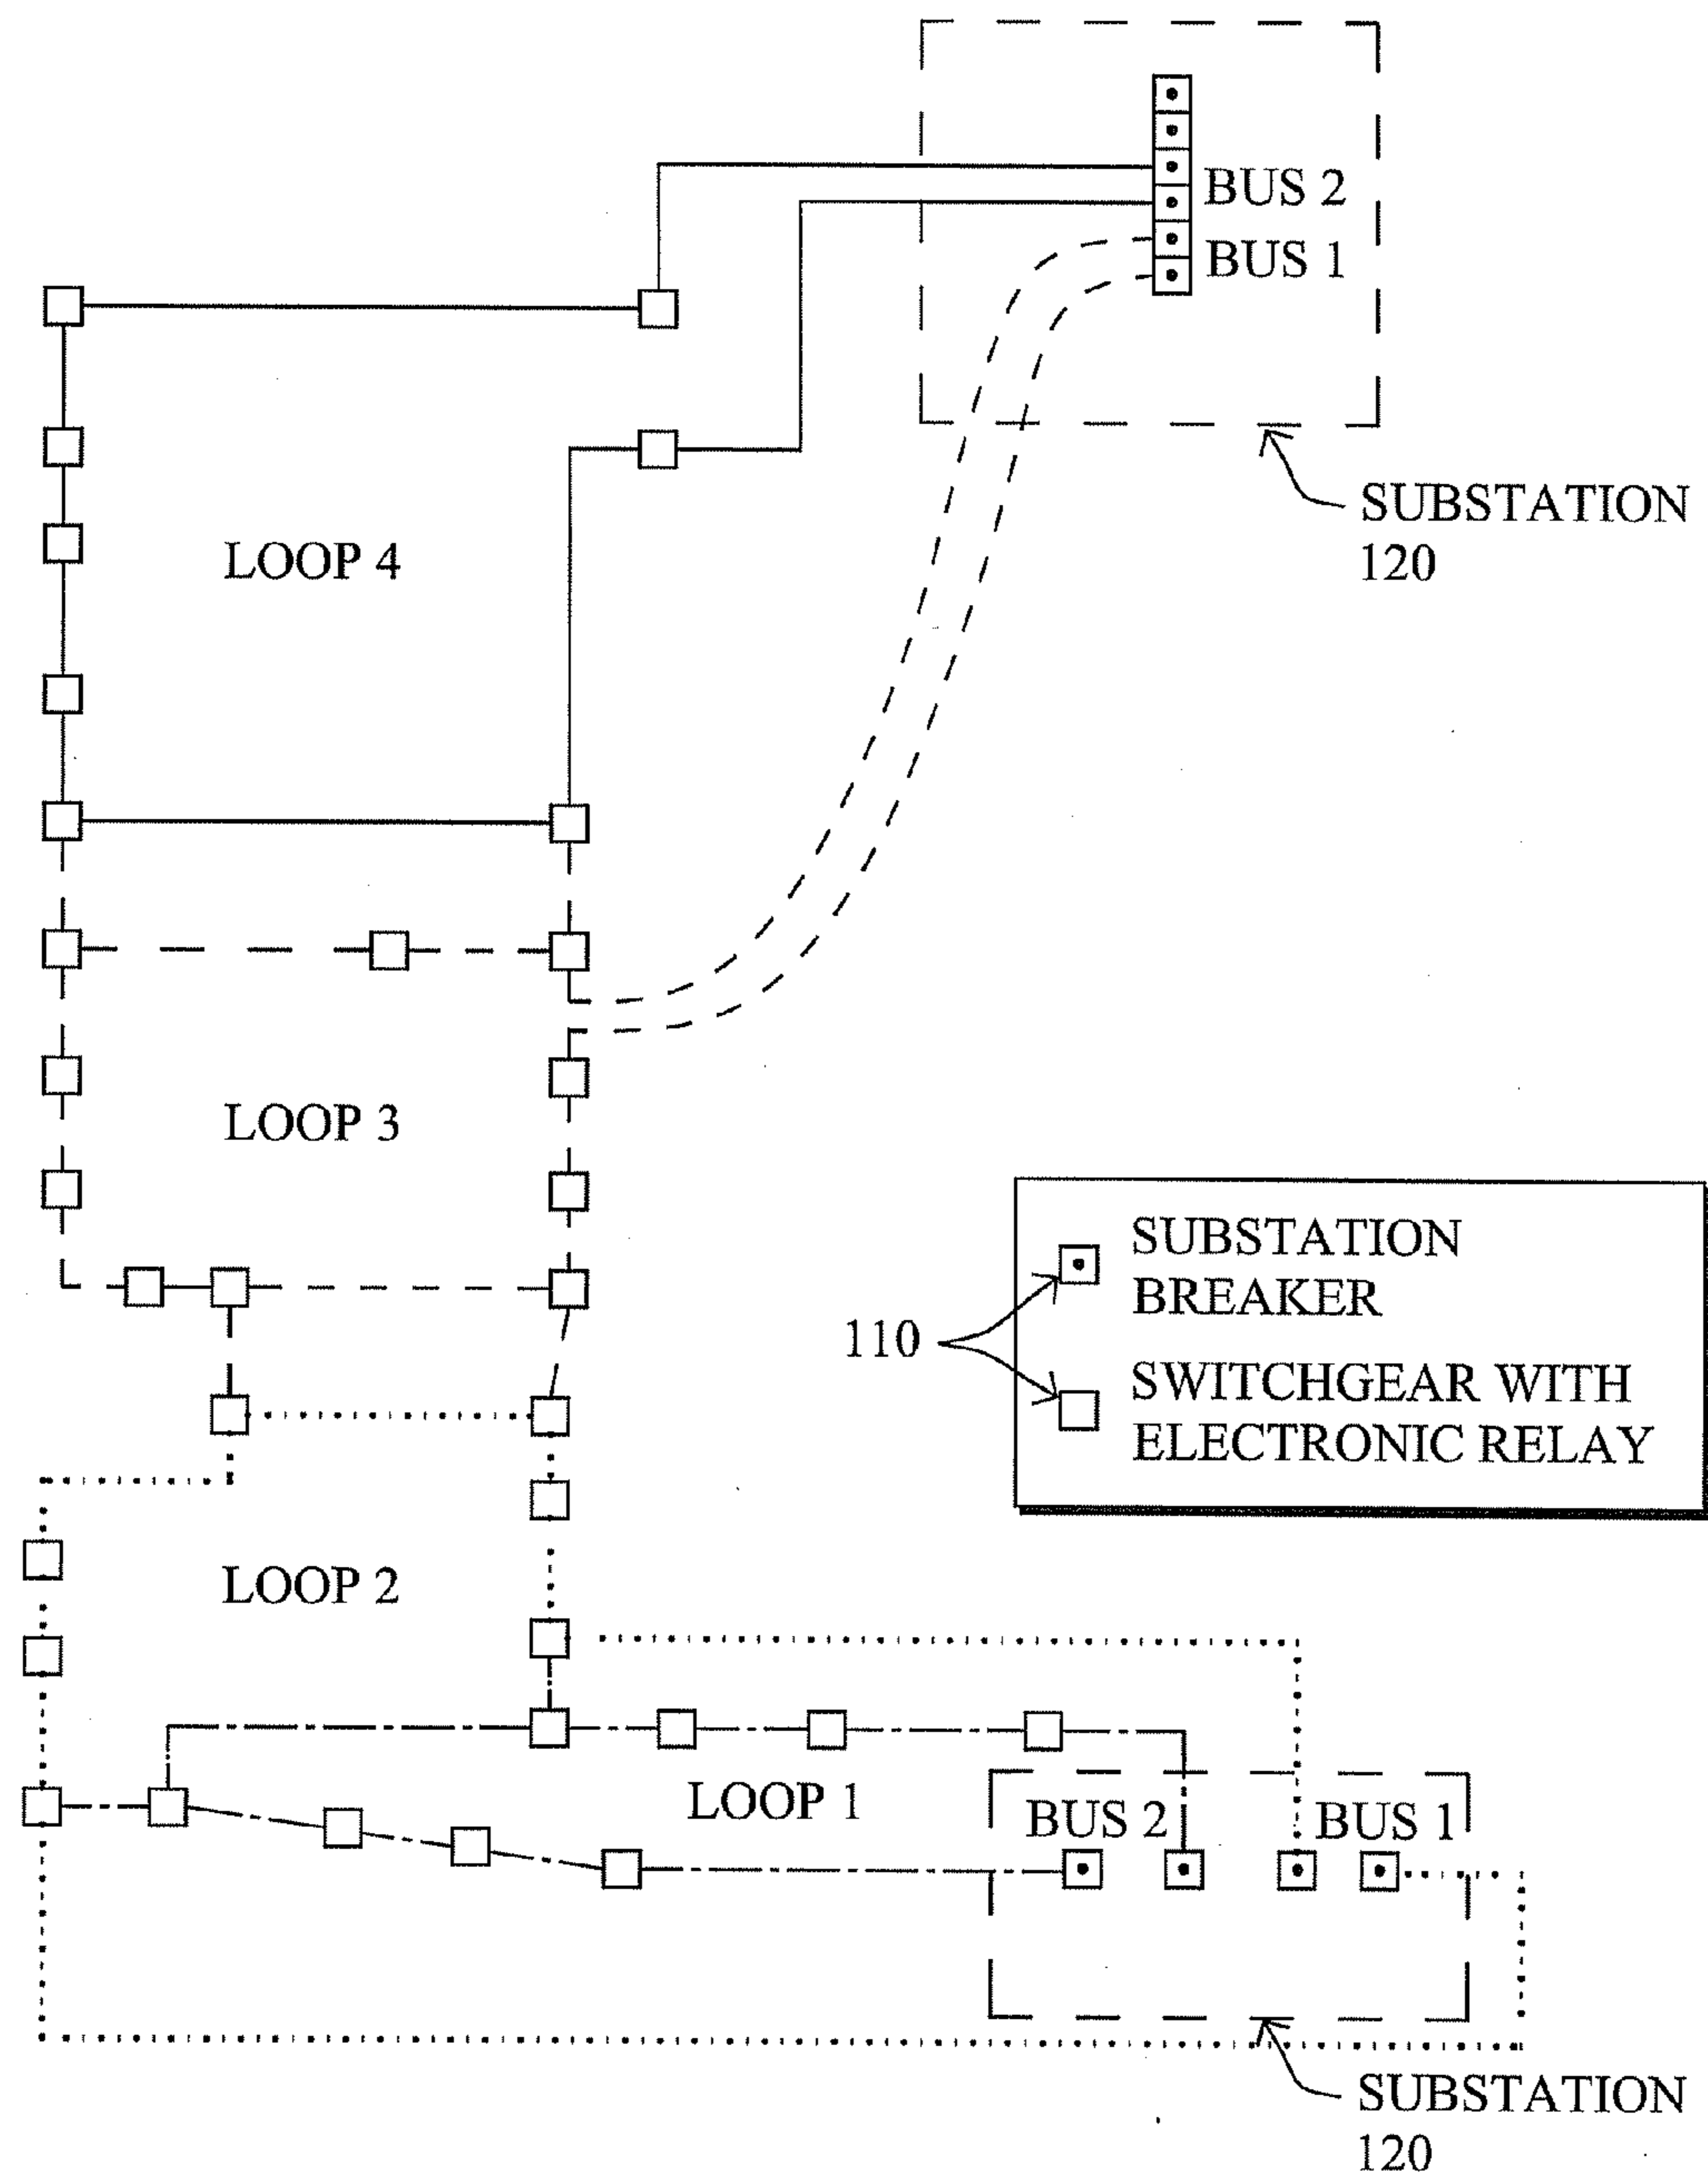 BUS 2
BUS 1
SUBSTATION
120
LOOP 4
LOOP 3
SUBSTATION
BREAKER
110
SWITCHGEAR WITH
ELECTRONIC RELAY
LOOP 2
LOOP 1
BUS 2
BUS 1
SUBSTATION
120